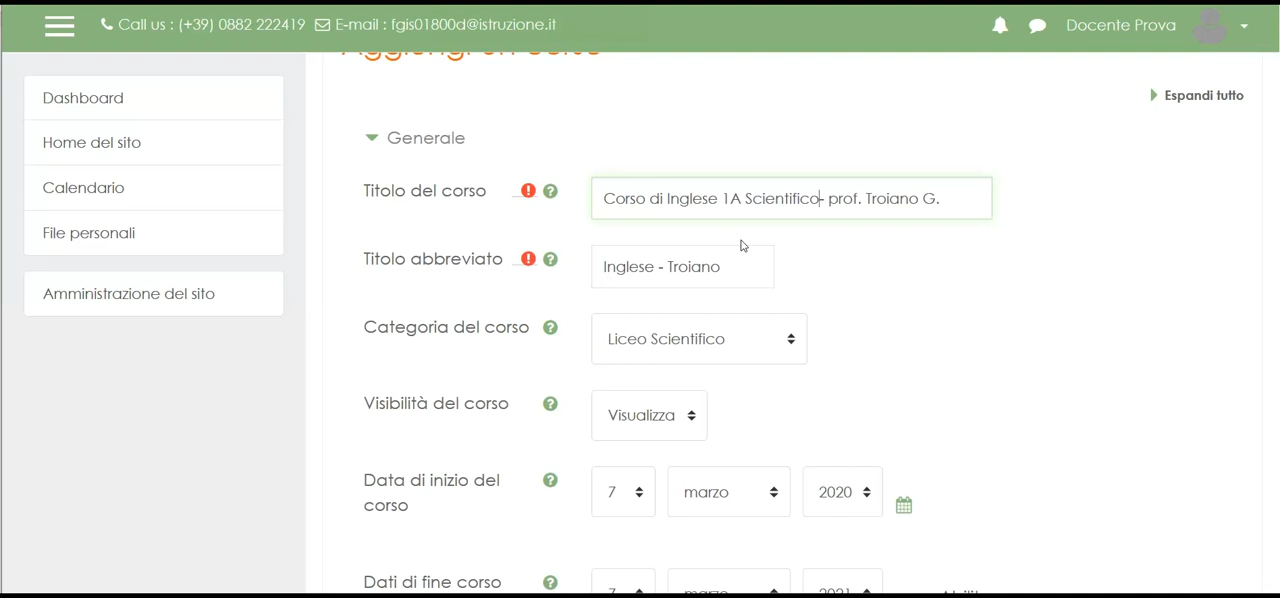 Call us : (+39) 0882 222419 E-mail : fgis01800d@istruzione.it Docente Prova
Dashboard
Home del sito
Calendario
File personali
Amministrazione del sito
Espandi tutto
Generale
Titolo del corso Corso di Inglese 1A Scientifico- prof. Troiano G.
Titolo abbreviato Inglese - Troiano
Categoria del corso Liceo Scientifico
Visibilità del corso Visualizza
Data di inizio del
corso
7 marzo 2020
Dati di fine corso 7 marzo 2021